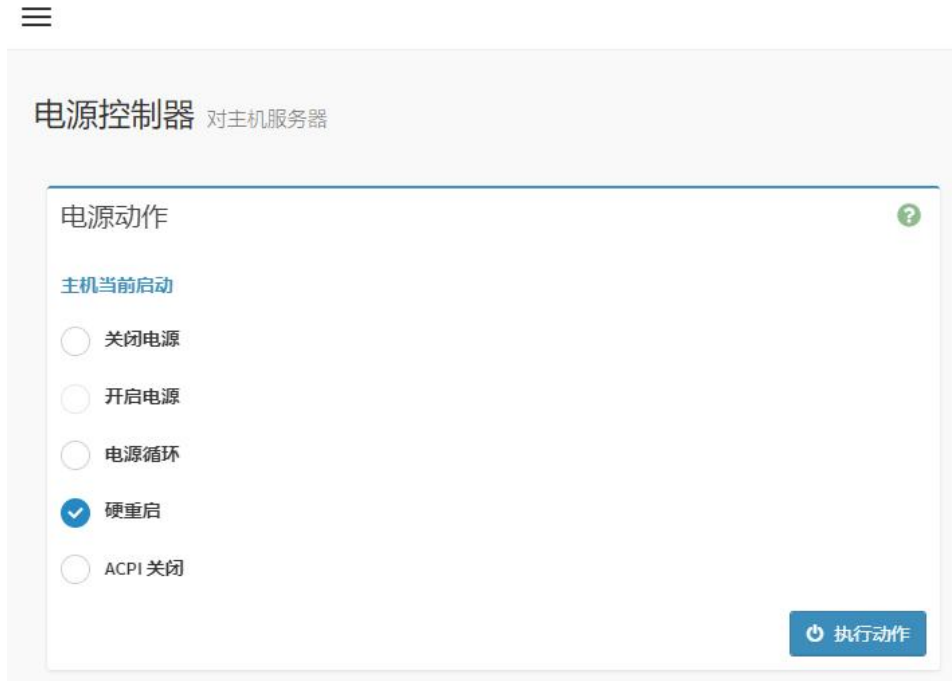 电源控制器 对主机服务器
电源动作
主机当前启动
关闭电源
开启电源
电源循环
硬重启
ACPI 关闭
执行动作